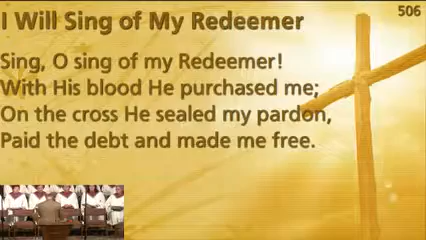 I Will Sing of My Redeemer
506
Sing, O sing of my Redeemer!
With His blood He purchased me;
On the cross He sealed my pardon,
Paid the debt and made me free.